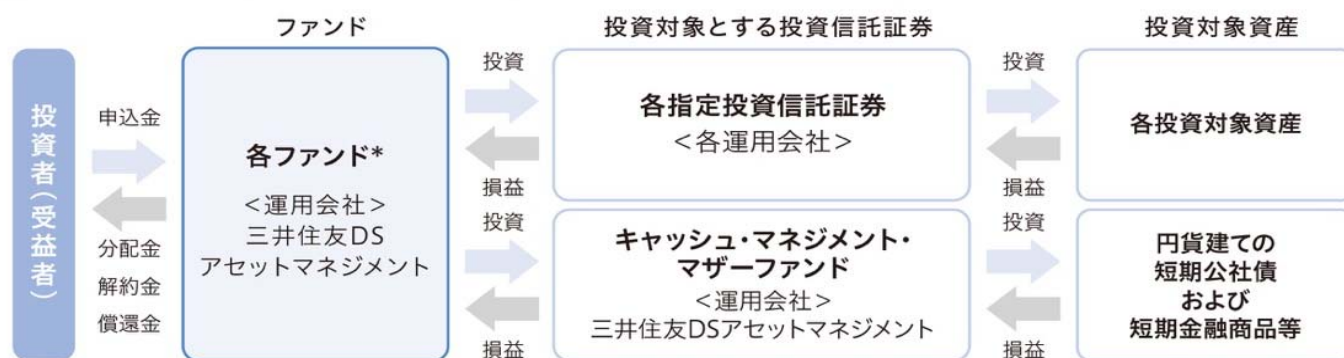 ファンド
投資対象とする投資信託証券
投資対象資産
投資者(受益者)
申込金
分配金
解約金
償還金
各ファンド*
<運用会社>
三井住友DS
アセットマネジメント
投資
損益
投資
損益
各指定投資信託証券
<各運用会社>
キャッシュ・マネジメント・
マザーファンド
<運用会社>
三井住友DSアセットマネジメント
投資
損益
投資
損益
各投資対象資産
円貨建ての
短期公社債
および
短期金融商品等